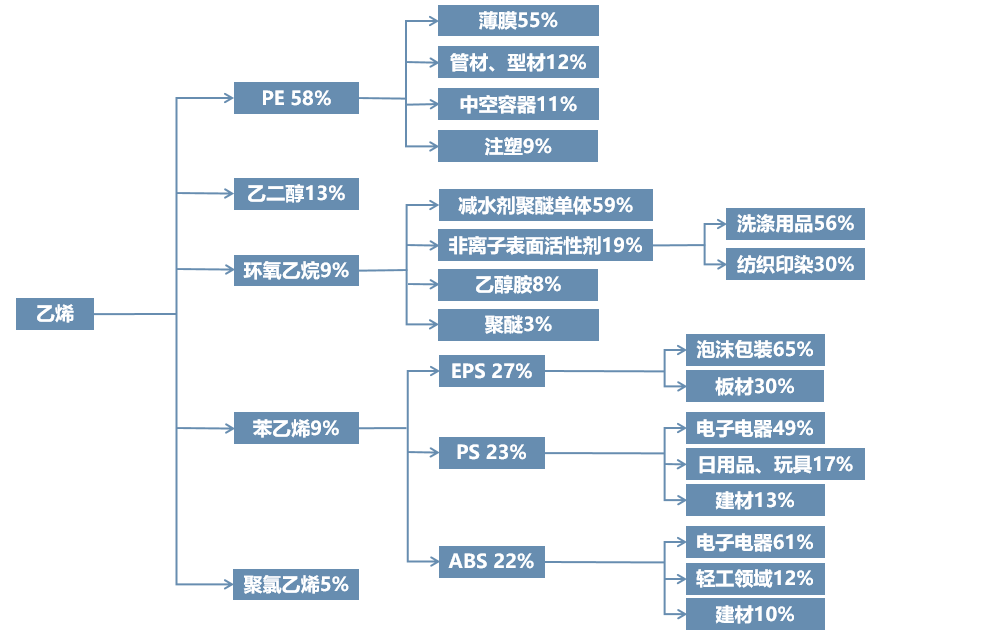 乙烯
PE 58%
薄膜55%
管材、型材12%
中空容器11%
注塑9%
乙二醇13%
环氧乙烷9%
减水剂聚醚单体59%
非离子表面活性剂19%
洗涤用品56%
纺织印染30%
乙醇胺8%
聚醚3%
苯乙烯9%
EPS 27%
泡沫包装65%
板材30%
PS 23%
电子电器49%
日用品、玩具17%
建材13%
ABS 22%
电子电器61%
轻工领域12%
建材10%
聚氯乙烯5%